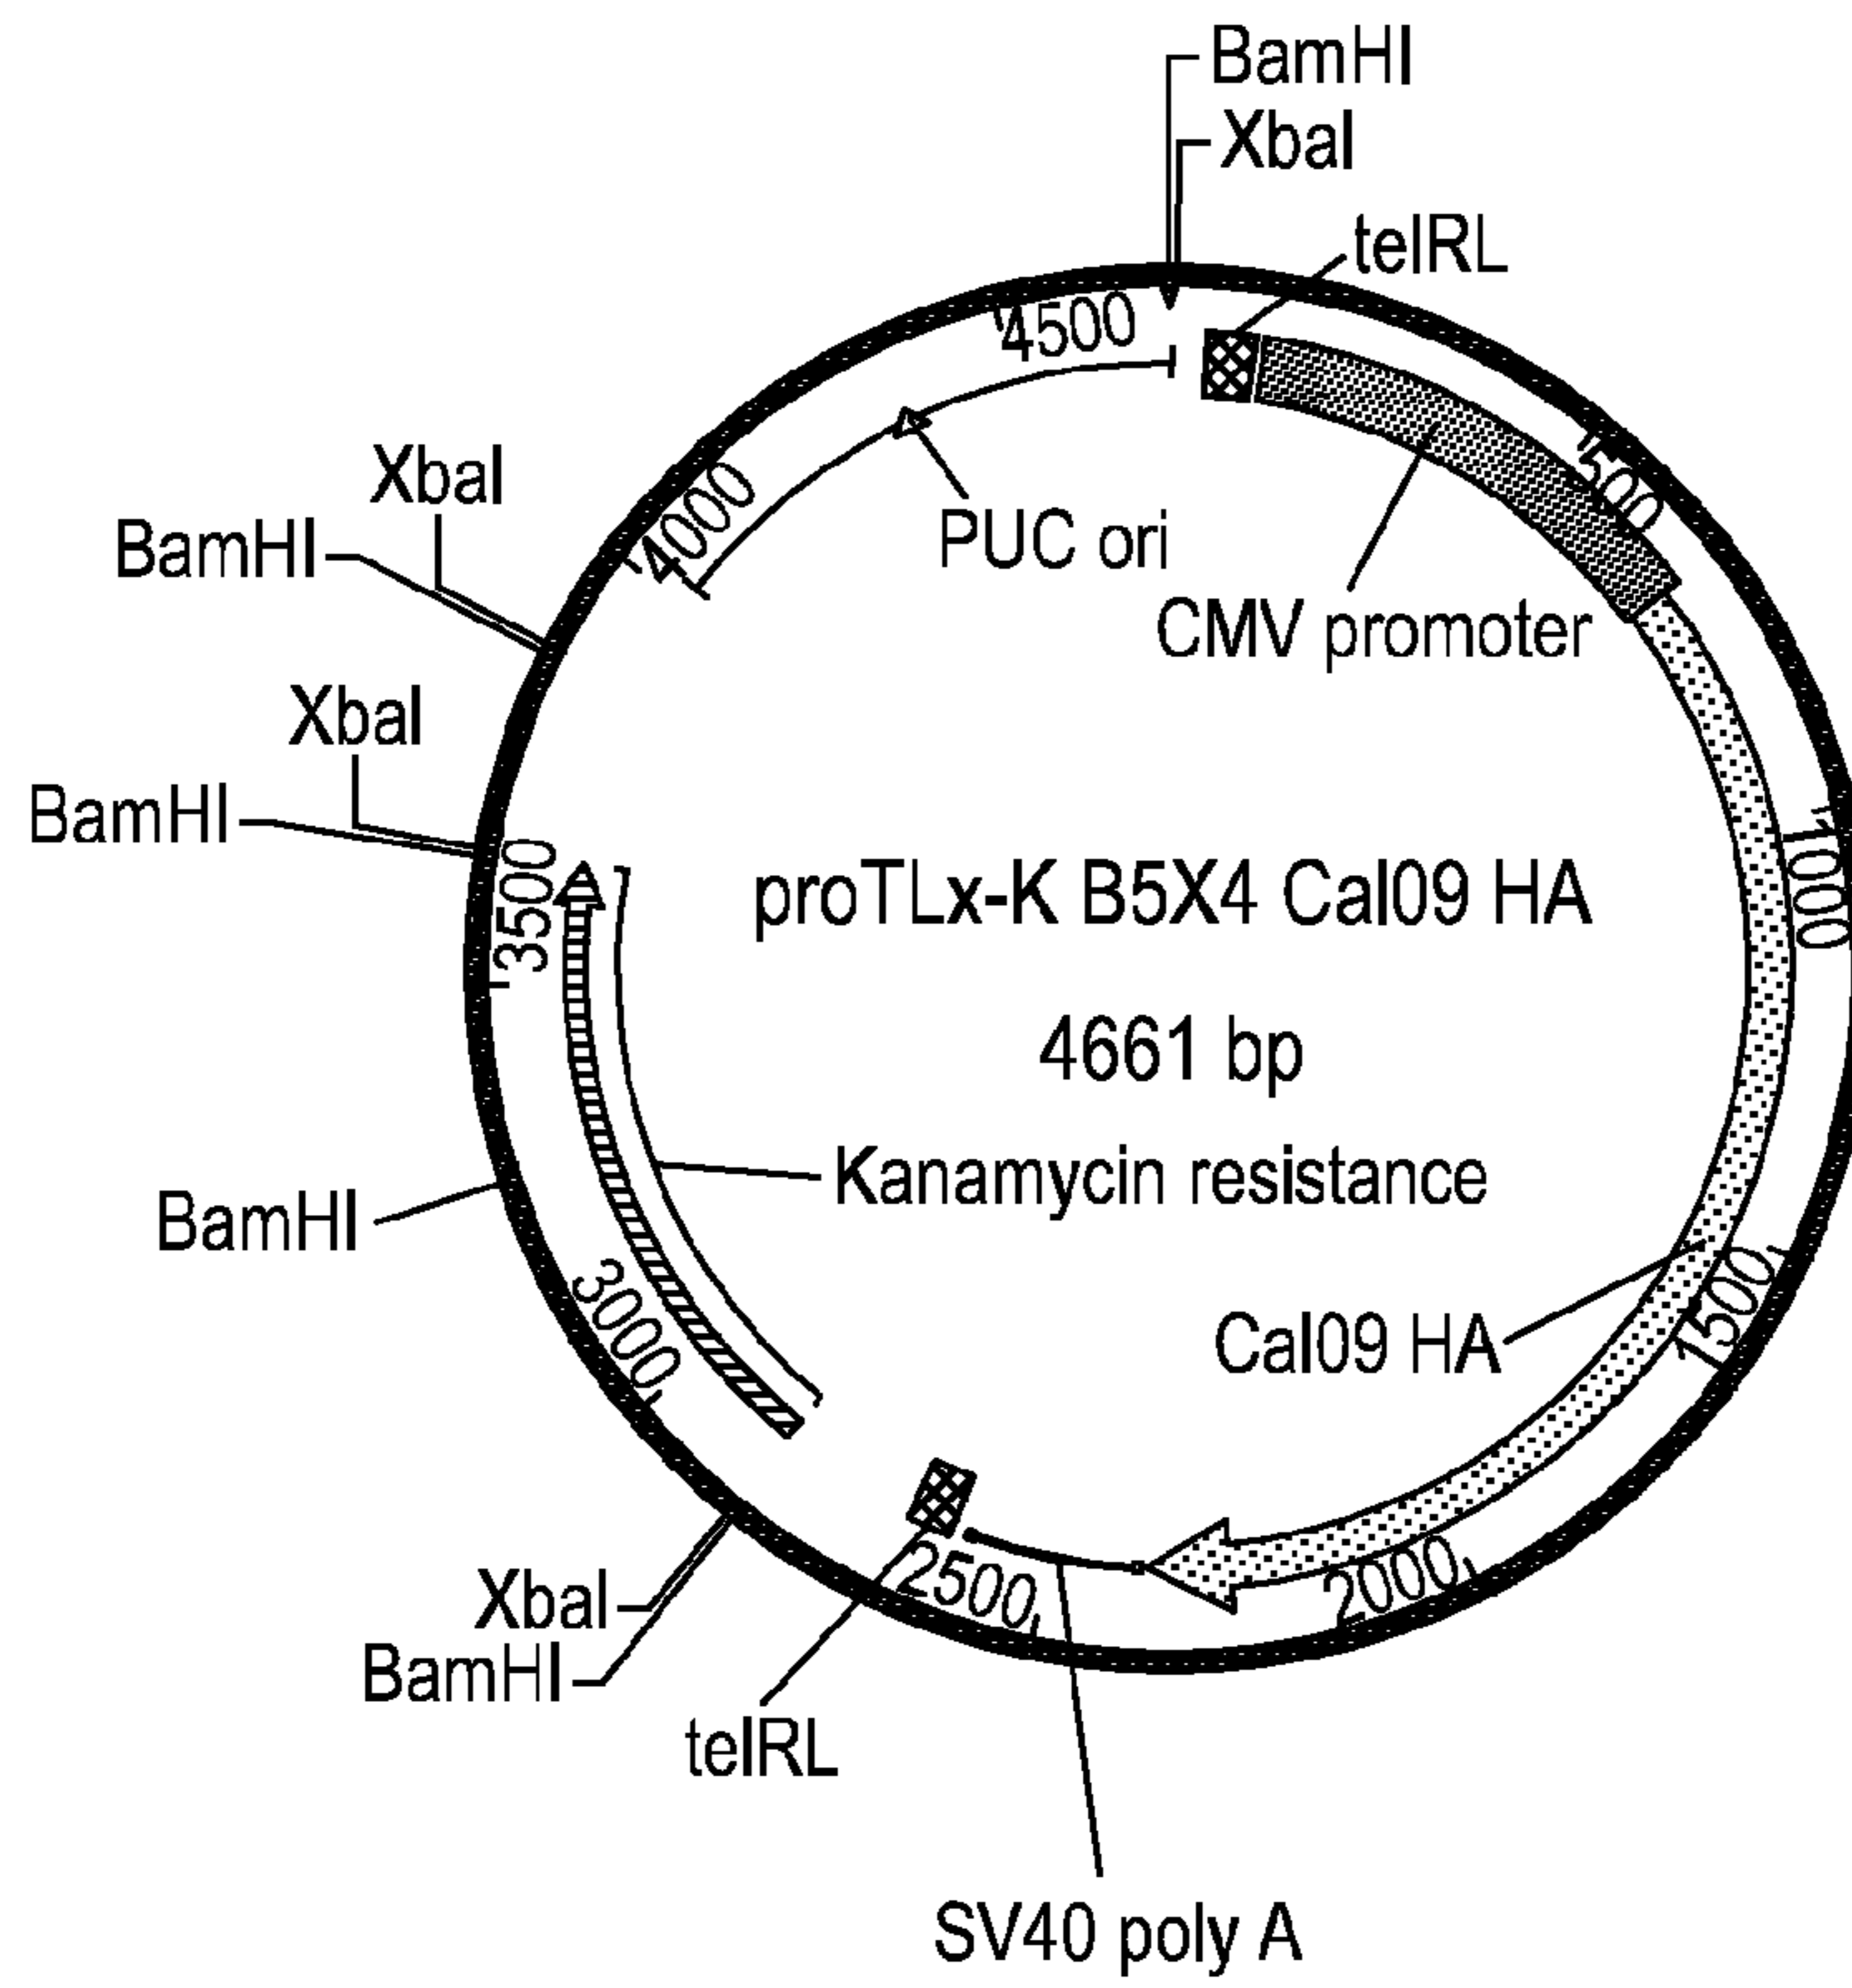 BamHI
XbaI
telRL
4500
500
XbaI
BamHI
4000
PUC ori
CMV promoter
XbaI
BamHI
3500
1000
proTLx-K B5X4 Cal09 HA
4661 bp
Kanamycin resistance
BamHI
3000
1500
Cal09 HA
XbaI
BamHI
2500
2000
telRL
SV40 poly A